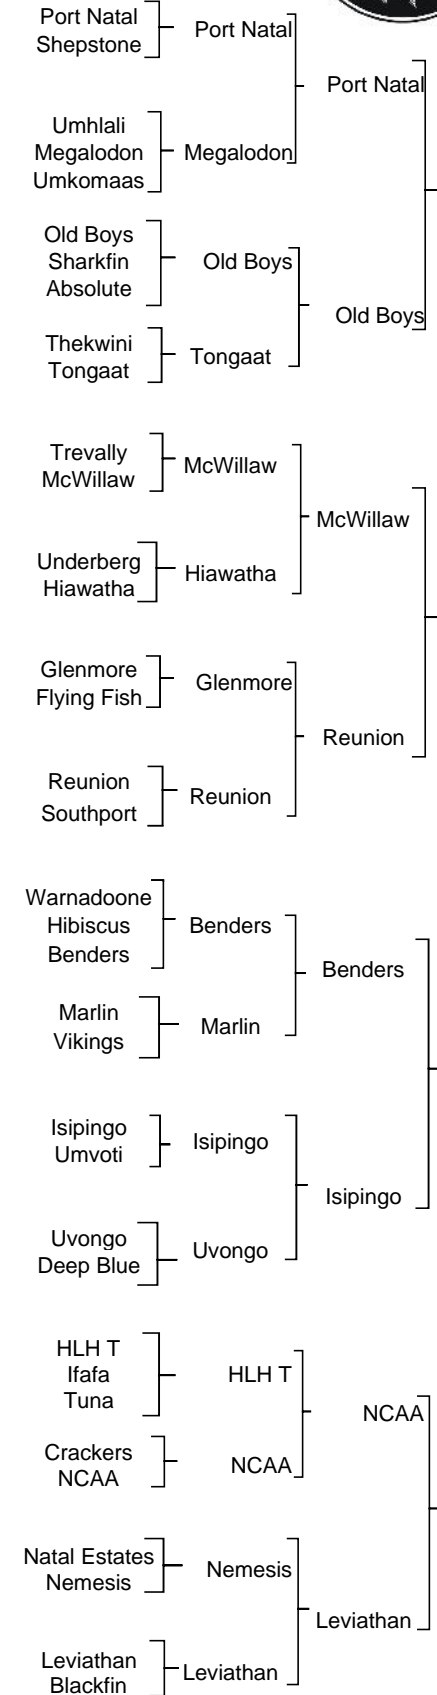 Port Natal
Shepstone
Port Natal
Port Natal
Umhlali
Megalodon
Umkomaas
Megalodon
Old Boys
Sharkfin
Absolute
Old Boys
Old Boys
Thekwini
Tongaat
Tongaat
Trevally
McWillaw
McWillaw
McWillaw
Underberg
Hiawatha
Hiawatha
Glenmore
Flying Fish
Glenmore
Reunion
Reunion
Southport
Reunion
Warnadoone
Hibiscus
Benders
Benders
Benders
Marlin
Vikings
Marlin
Isipingo
Umvoti
Isipingo
Isipingo
Uvongo
Deep Blue
Uvongo
HLH T
Ifafa
Tuna
HLH T
NCAA
Crackers
NCAA
NCAA
Natal Estates
Nemesis
Nemesis
Leviathan
Leviathan
Blackfin
Leviathan